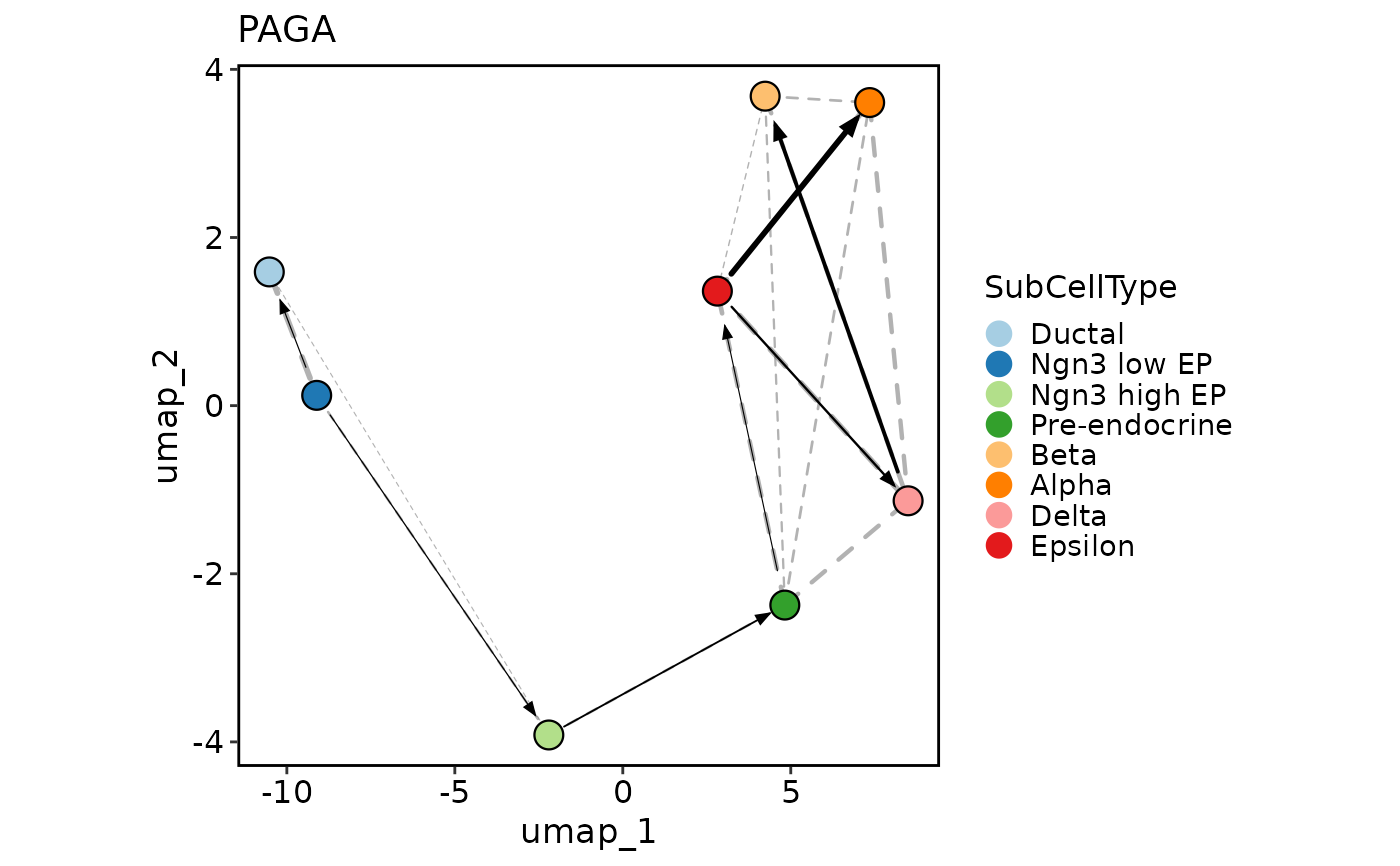 PAGA
4
2
0
-2
-4
umap_2
-10
-5
0
5
umap_1
SubCellType
Ductal
Ngn3 low EP
Ngn3 high EP
Pre-endocrine
Beta
Alpha
Delta
Epsilon